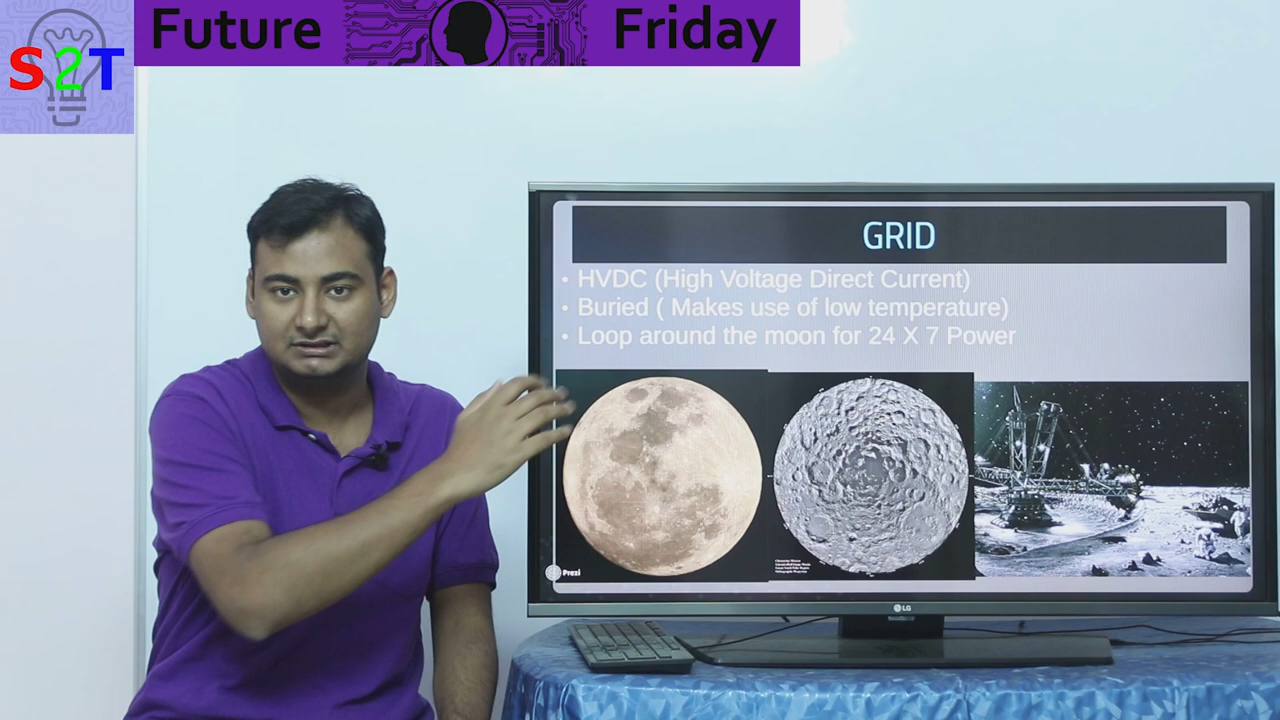 Future Friday
S2T
GRID
• HVDC (High Voltage Direct Current)
• Buried ( Makes use of low temperature)
• Loop around the moon for 24 X 7 Power
Prezi
LG